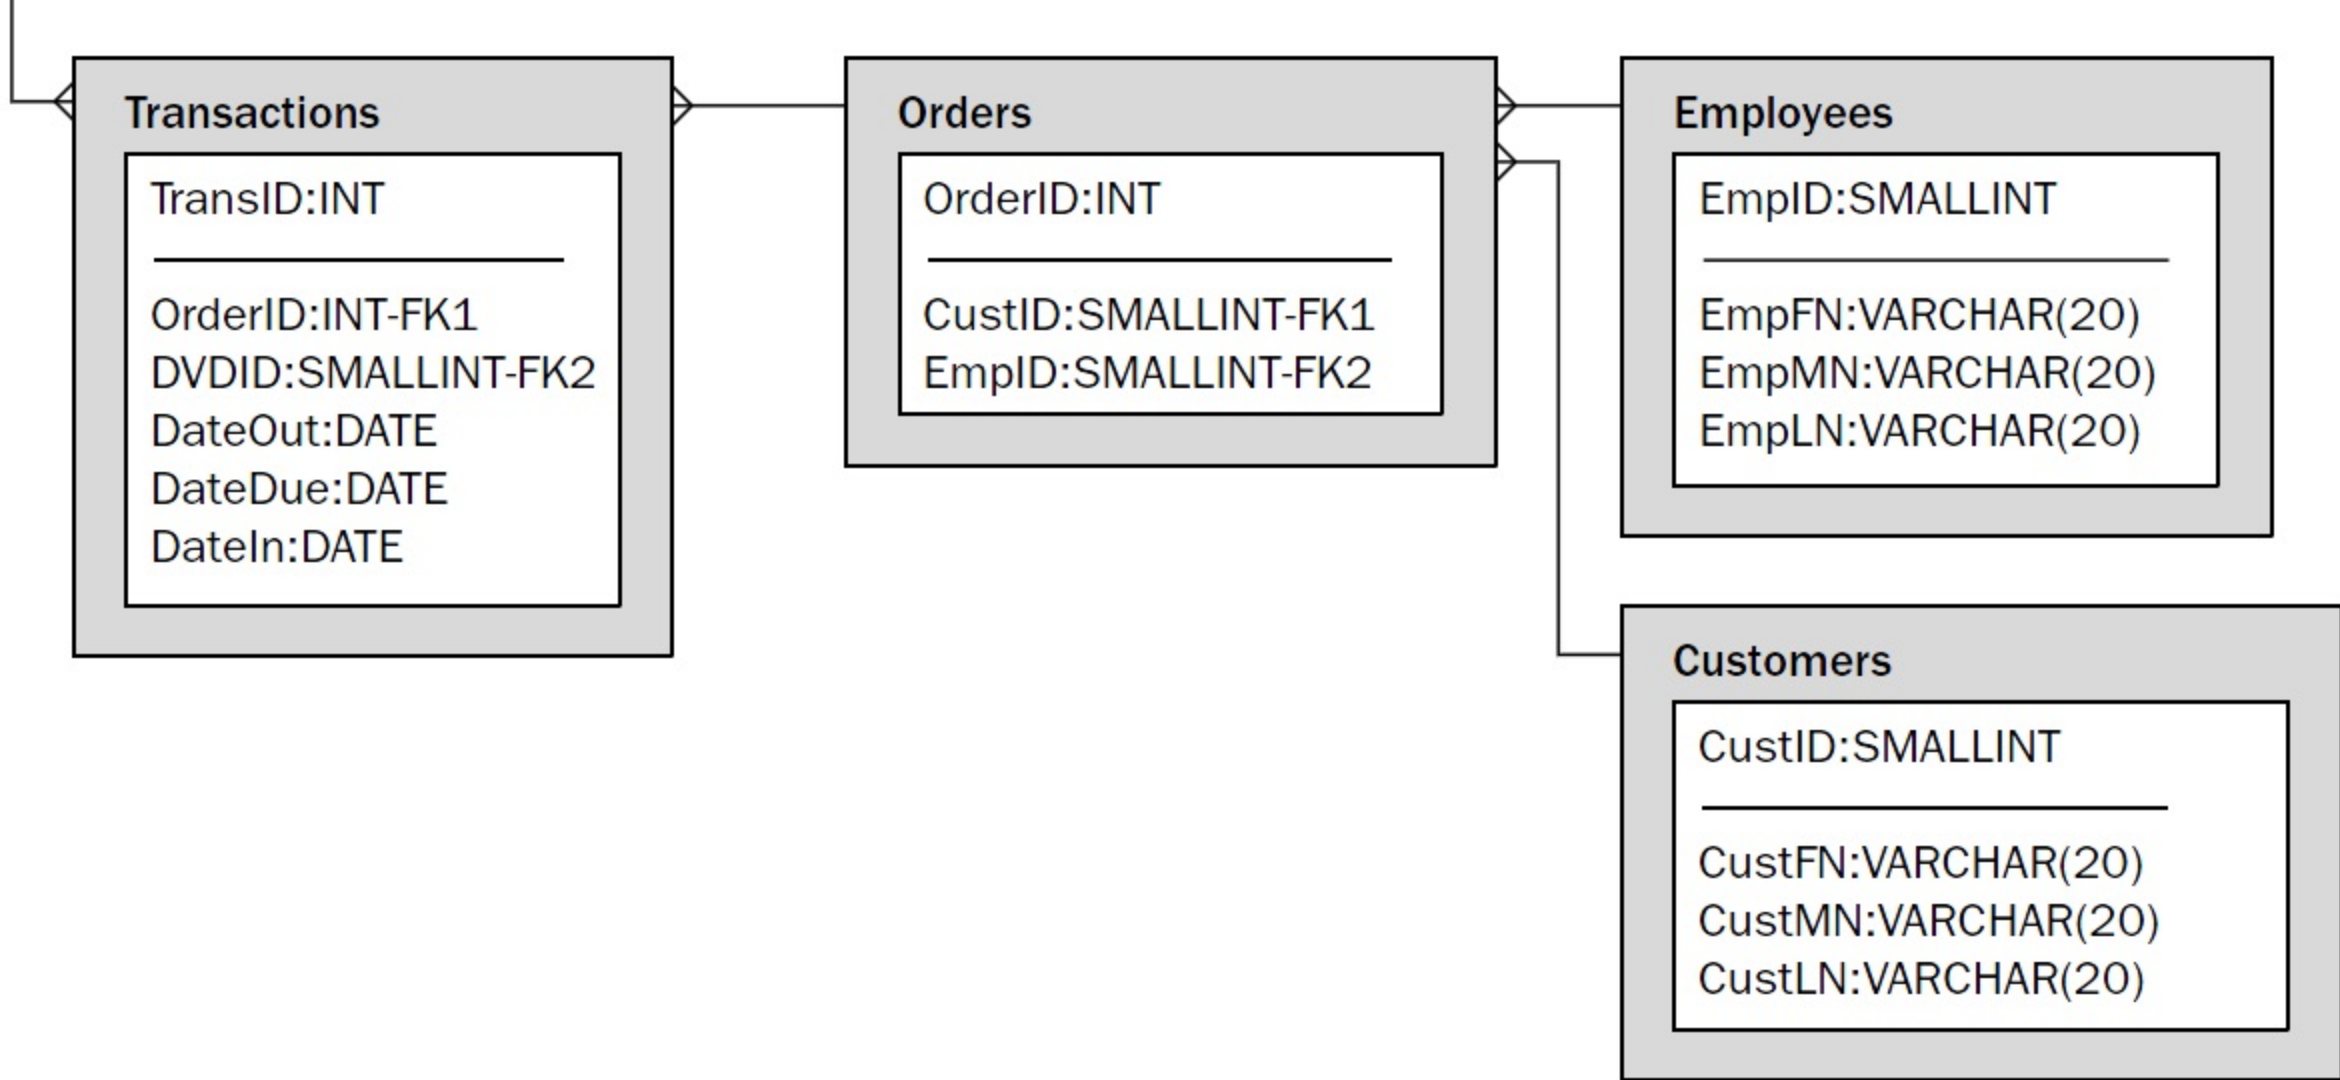 Transactions
TransID:INT
OrderID:INT-FK1
DVDID:SMALLINT-FK2
DateOut:DATE
DateDue:DATE
DateIn:DATE
Orders
OrderID:INT
CustID:SMALLINT-FK1
EmpID:SMALLINT-FK2
Employees
EmpID:SMALLINT
EmpFN:VARCHAR(20)
EmpMN:VARCHAR(20)
EmpLN:VARCHAR(20)
Customers
CustID:SMALLINT
CustFN:VARCHAR(20)
CustMN:VARCHAR(20)
CustLN:VARCHAR(20)